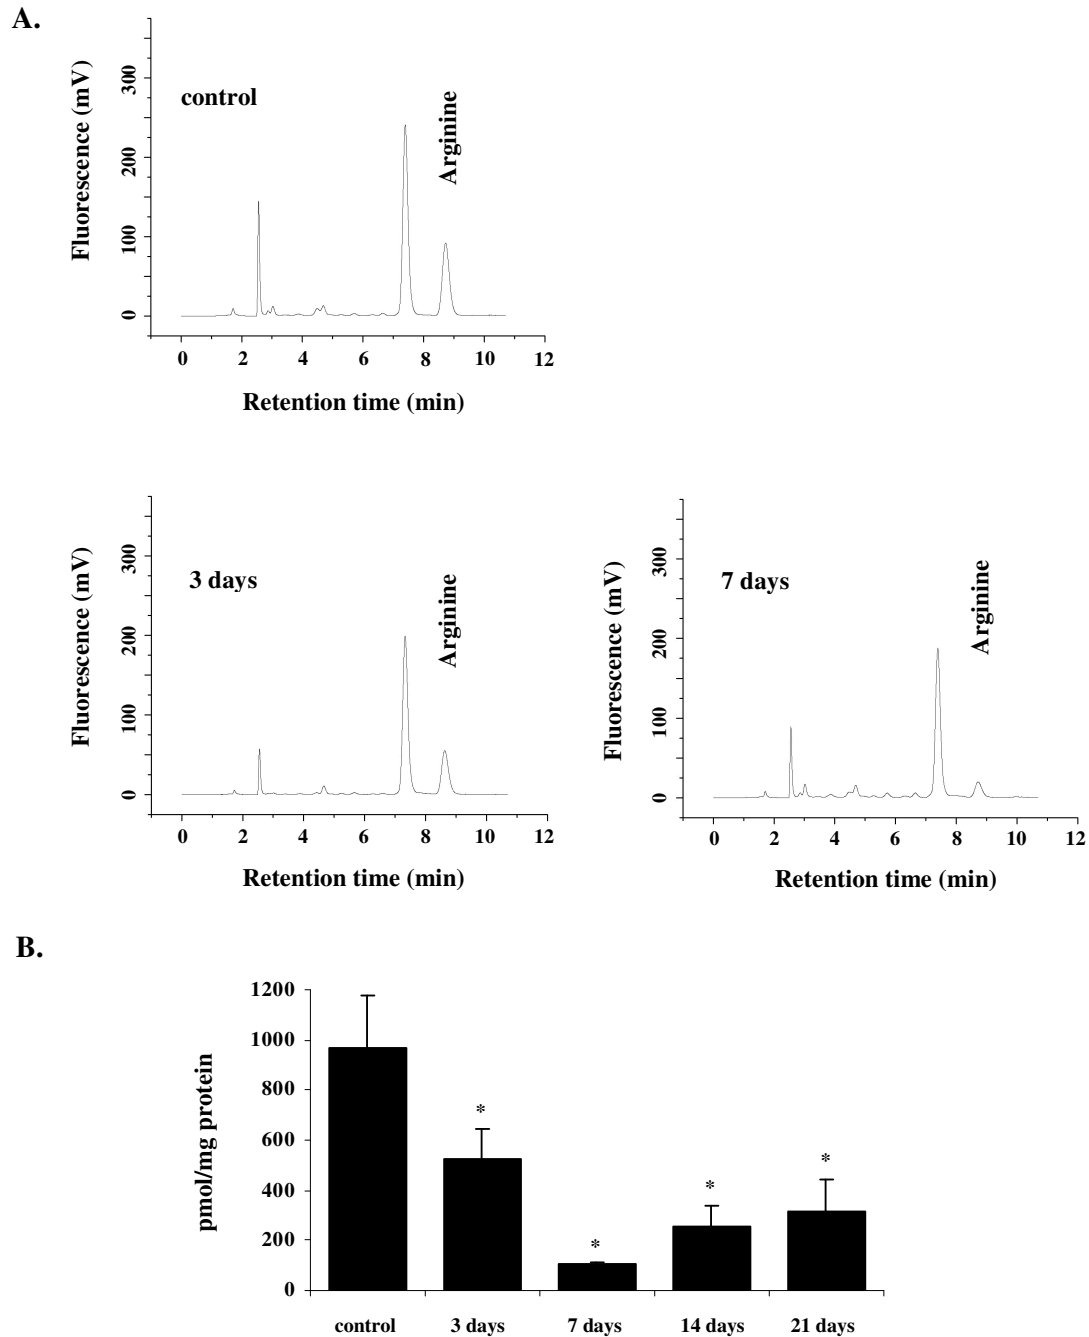 A.
control
Arginine
Fluorescence (mV)
300
200
100
0
0 2 4 6 8 10 12
Retention time (min)
3 days
Arginine
Fluorescence (mV)
300
200
100
0
0 2 4 6 8 10 12
Retention time (min)
7 days
Arginine
Fluorescence (mV)
300
200
100
0
0 2 4 6 8 10 12
Retention time (min)
B.
pmol/mg protein
1200
1000
800
600
400
200
0
*
*
*
*
control 3 days 7 days 14 days 21 days